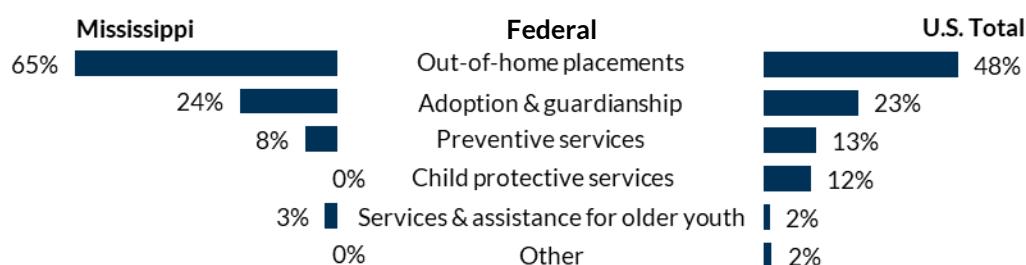 Mississippi Federal U.S. Total
65% Out-of-home placements 48%
24% Adoption & guardianship 23%
8% Preventive services 13%
0% Child protective services 12%
3% Services & assistance for older youth 2%
0% Other 2%